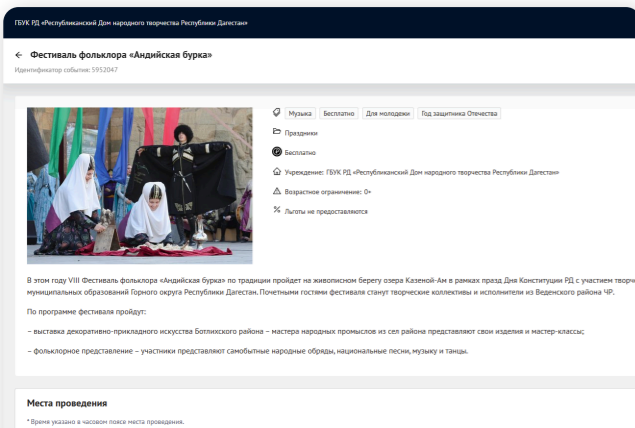 ГБУК РД «Республиканский Дом народного творчества Республики Дагестан»
← Фестиваль фольклора «Андийская бурка»
Идентификатор события: 5952047
Музыка Бесплатно Для молодежи Год защитника Отечества
Праздники
Бесплатно
Учреждение: ГБУК РД «Республиканский Дом народного творчества Республики Дагестан»
Возрастное ограничение: 0+
Льготы не предоставляются
В этом году VIII Фестиваль фольклора «Андийская бурка» по традиции пройдет на живописном берегу озера Казеной-Ам в рамках празд Дня Конституции РД с участием творче
муниципальных образований Горного округа Республики Дагестан. Почетными гостями фестиваля станут творческие коллективы и исполнители из Веденского района ЧР.
По программе фестиваля пройдут:
– выставка декоративно-прикладного искусства Ботлихского района – мастера народных промыслов из сел района представляют свои изделия и мастер-классы;
– фольклорное представление – участники представляют самобытные народные обряды, национальные песни, музыку и танцы.
Места проведения
* Время указано в часовом поясе места проведения.